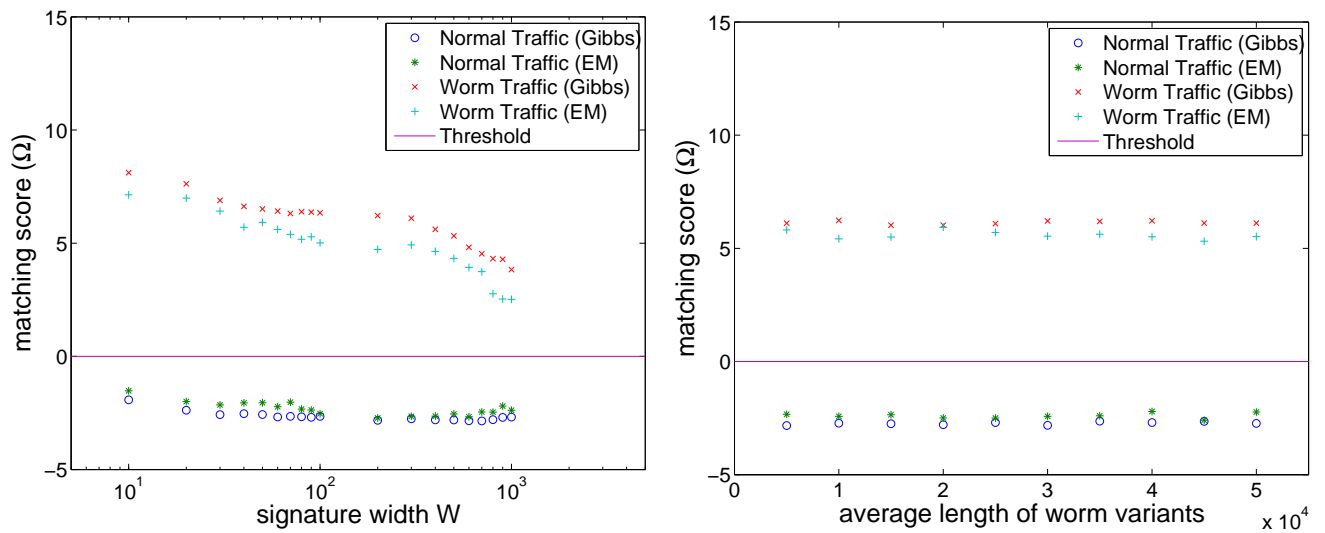 15
10
5
0
−5
matching score (Ω)
Normal Traffic (Gibbs)
Normal Traffic (EM)
Worm Traffic (Gibbs)
Worm Traffic (EM)
Threshold
10^1
10^2
10^3
signature width W
15
10
5
0
−5
matching score (Ω)
Normal Traffic (Gibbs)
Normal Traffic (EM)
Worm Traffic (Gibbs)
Worm Traffic (EM)
Threshold
0 1 2 3 4 5
x 10^4
average length of worm variants